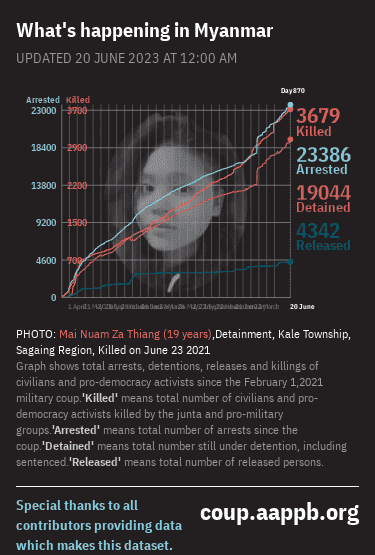 What's happening in Myanmar
UPDATED 20 JUNE 2023 AT 12:00 AM
Day870
Arrested Killed
23000 3700
18400 2900
13800 2200
9200 1500
4600 700
0
3679
Killed
23386
Arrested
19044
Detained
4342
Released
20 June
PHOTO: Mai Nuam Za Thiang (19 years),Detainment, Kale Township,
Sagaing Region, Killed on June 23 2021
Graph shows total arrests, detentions, releases and killings of
civilians and pro-democracy activists since the February 1,2021
military coup.'Killed' means total number of civilians and pro-
democracy activists killed by the junta and pro-military
groups.'Arrested' means total number of arrests since the
coup.'Detained' means total number still under detention, including
sentenced.'Released' means total number of released persons.
Special thanks to all
contributors providing data
which makes this dataset.
coup.aappb.org